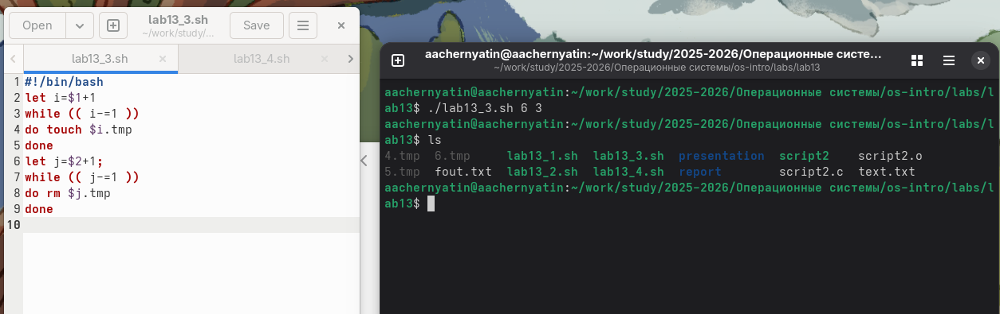 Open
lab13_3.sh
~/work/study/...
Save
lab13_3.sh
lab13_4.sh
1 #!/bin/bash
2 let i=$1+1
3 while (( i-=1 ))
4 do touch $i.tmp
5 done
6 let j=$2+1;
7 while (( j-=1 ))
8 do rm $j.tmp
9 done
10
aachernyatin@aachernyatin:~/work/study/2025-2026/Операционные систе...
~/work/study/2025-2026/Операционные системы/os-intro/labs/lab13
aachernyatin@aachernyatin:~/work/study/2025-2026/Операционные системы/os-intro/labs/l
ab13$ ./lab13_3.sh 6 3
aachernyatin@aachernyatin:~/work/study/2025-2026/Операционные системы/os-intro/labs/l
ab13$ ls
4.tmp 6.tmp lab13_1.sh lab13_3.sh presentation script2 script2.o
5.tmp fout.txt lab13_2.sh lab13_4.sh report script2.c text.txt
aachernyatin@aachernyatin:~/work/study/2025-2026/Операционные системы/os-intro/labs/l
ab13$